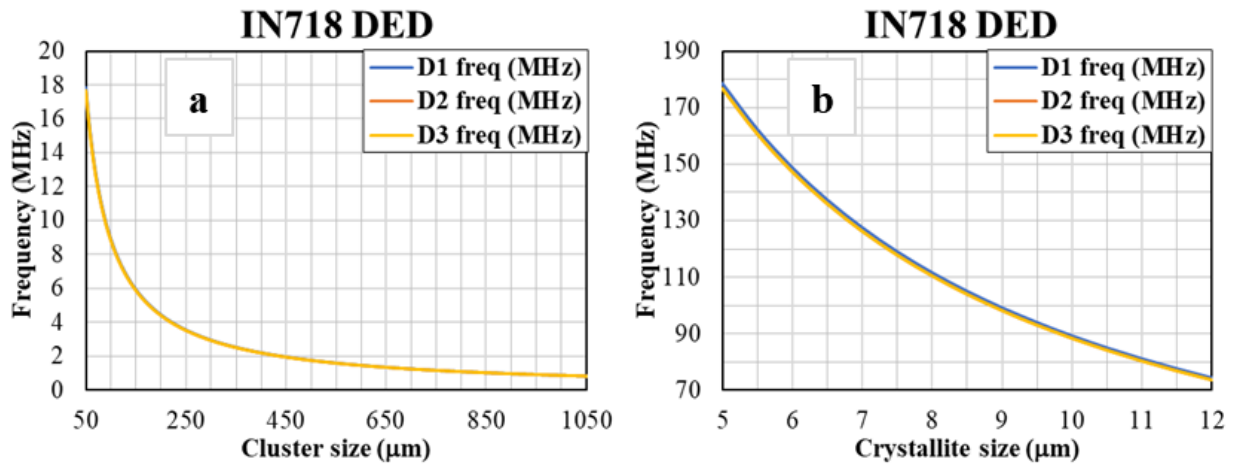 IN718 DED
20
18
16
14
12
10
8
6
4
2
0
Frequency (MHz)
a
D1 freq (MHz)
D2 freq (MHz)
D3 freq (MHz)
50 250 450 650 850 1050
Cluster size (μm)
IN718 DED
190
170
150
130
110
90
70
Frequency (MHz)
b
D1 freq (MHz)
D2 freq (MHz)
D3 freq (MHz)
5 6 7 8 9 10 11 12
Crystallite size (μm)